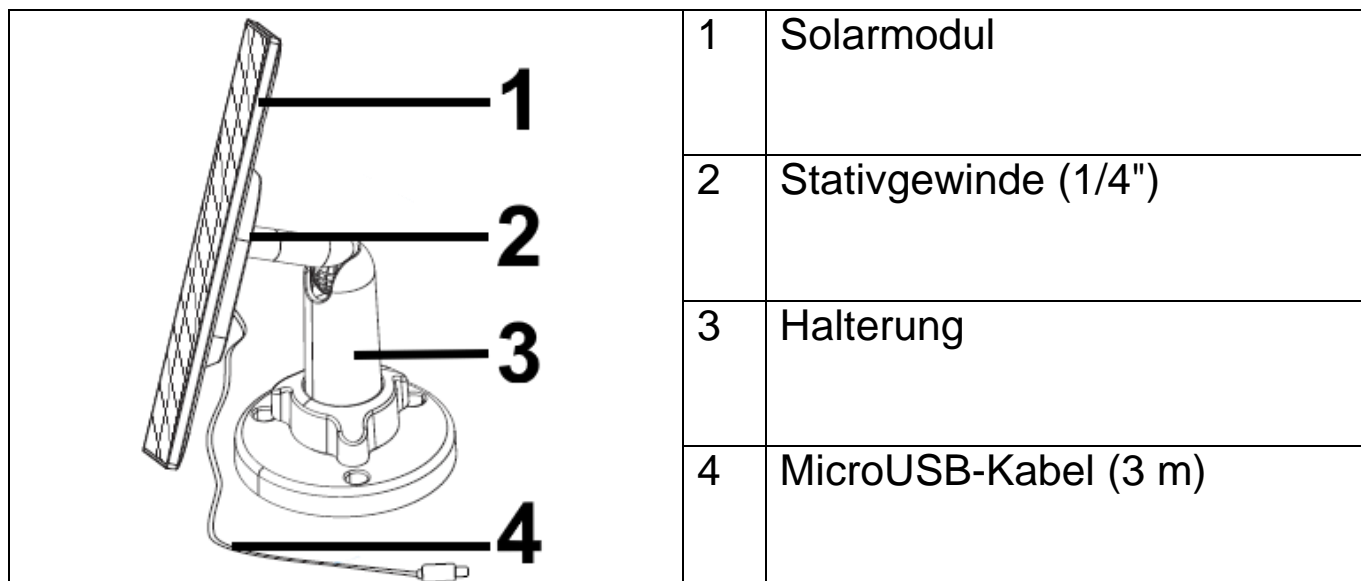 1
2
3
4
1 Solarmodul
2 Stativgewinde (1/4")
3 Halterung
4 MicroUSB-Kabel (3 m)